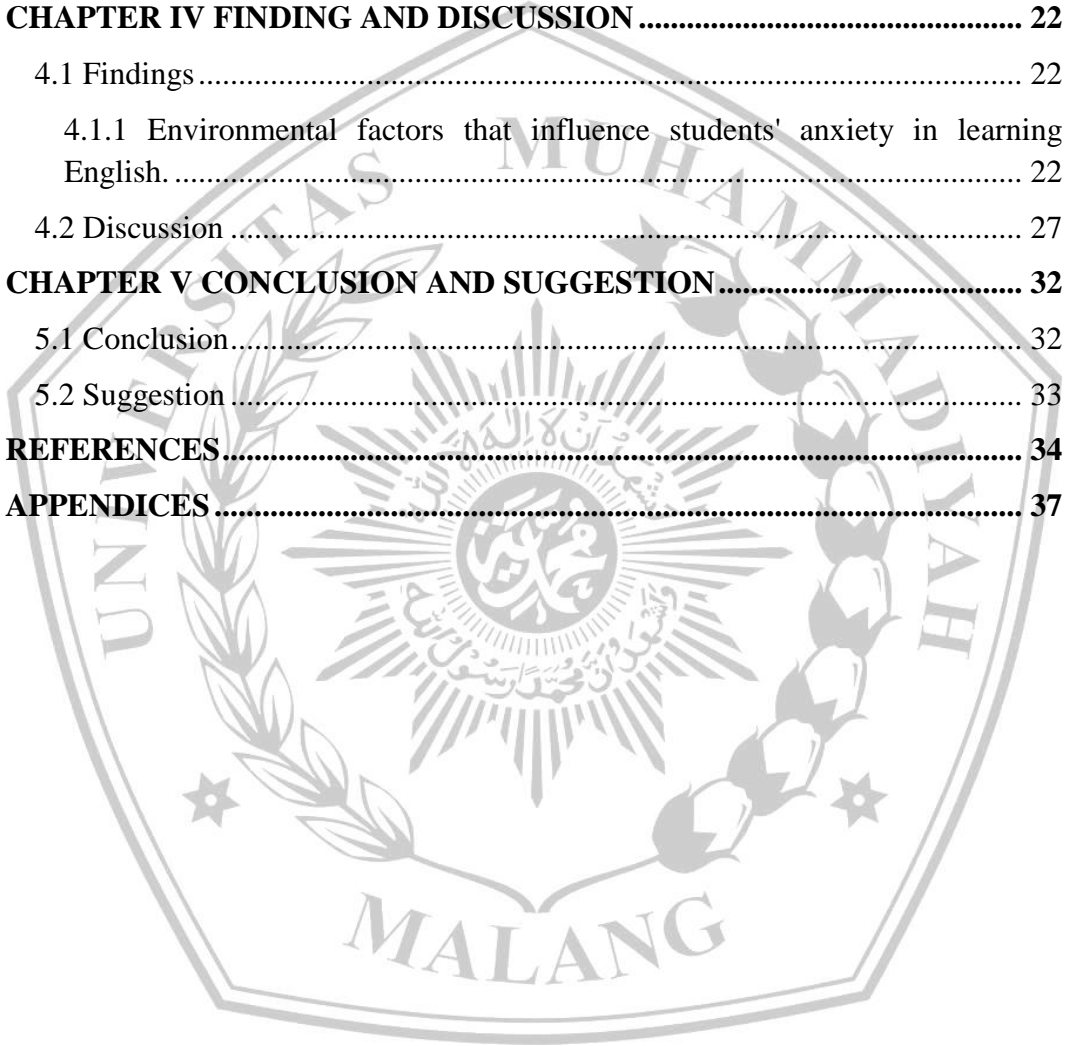 CHAPTER IV FINDING AND DISCUSSION ........................................................ 22
4.1 Findings ........................................................ 22
4.1.1 Environmental factors that influence students' anxiety in learning
English. ........................................................ 22
4.2 Discussion ........................................................ 27
CHAPTER V CONCLUSION AND SUGGESTION ........................................................ 32
5.1 Conclusion ........................................................ 32
5.2 Suggestion ........................................................ 33
REFERENCES ........................................................ 34
APPENDICES ........................................................ 37
UNIVERSITAS MUHAMMADIYAH
MALANG